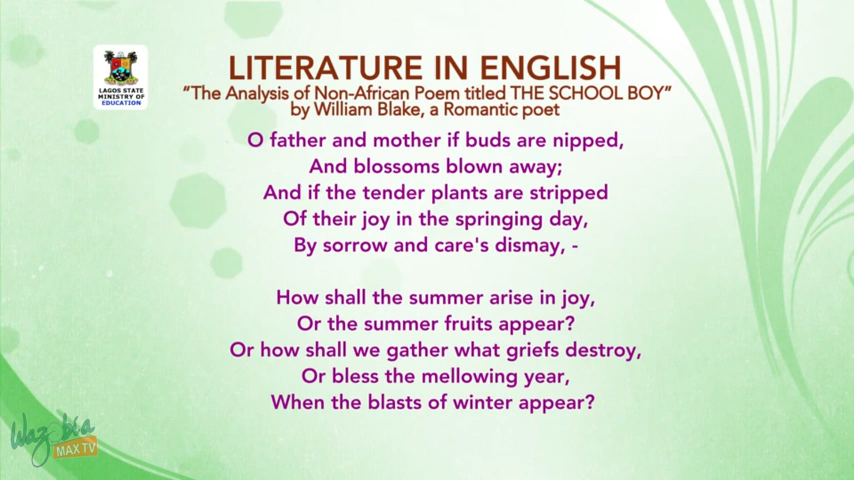 LAGOS STATE
MINISTRY OF
EDUCATION
LITERATURE IN ENGLISH
“The Analysis of Non-African Poem titled THE SCHOOL BOY”
by William Blake, a Romantic poet
O father and mother if buds are nipped,
And blossoms blown away;
And if the tender plants are stripped
Of their joy in the springing day,
By sorrow and care's dismay, -
How shall the summer arise in joy,
Or the summer fruits appear?
Or how shall we gather what griefs destroy,
Or bless the mellowing year,
When the blasts of winter appear?
Wazobia
MAX TV